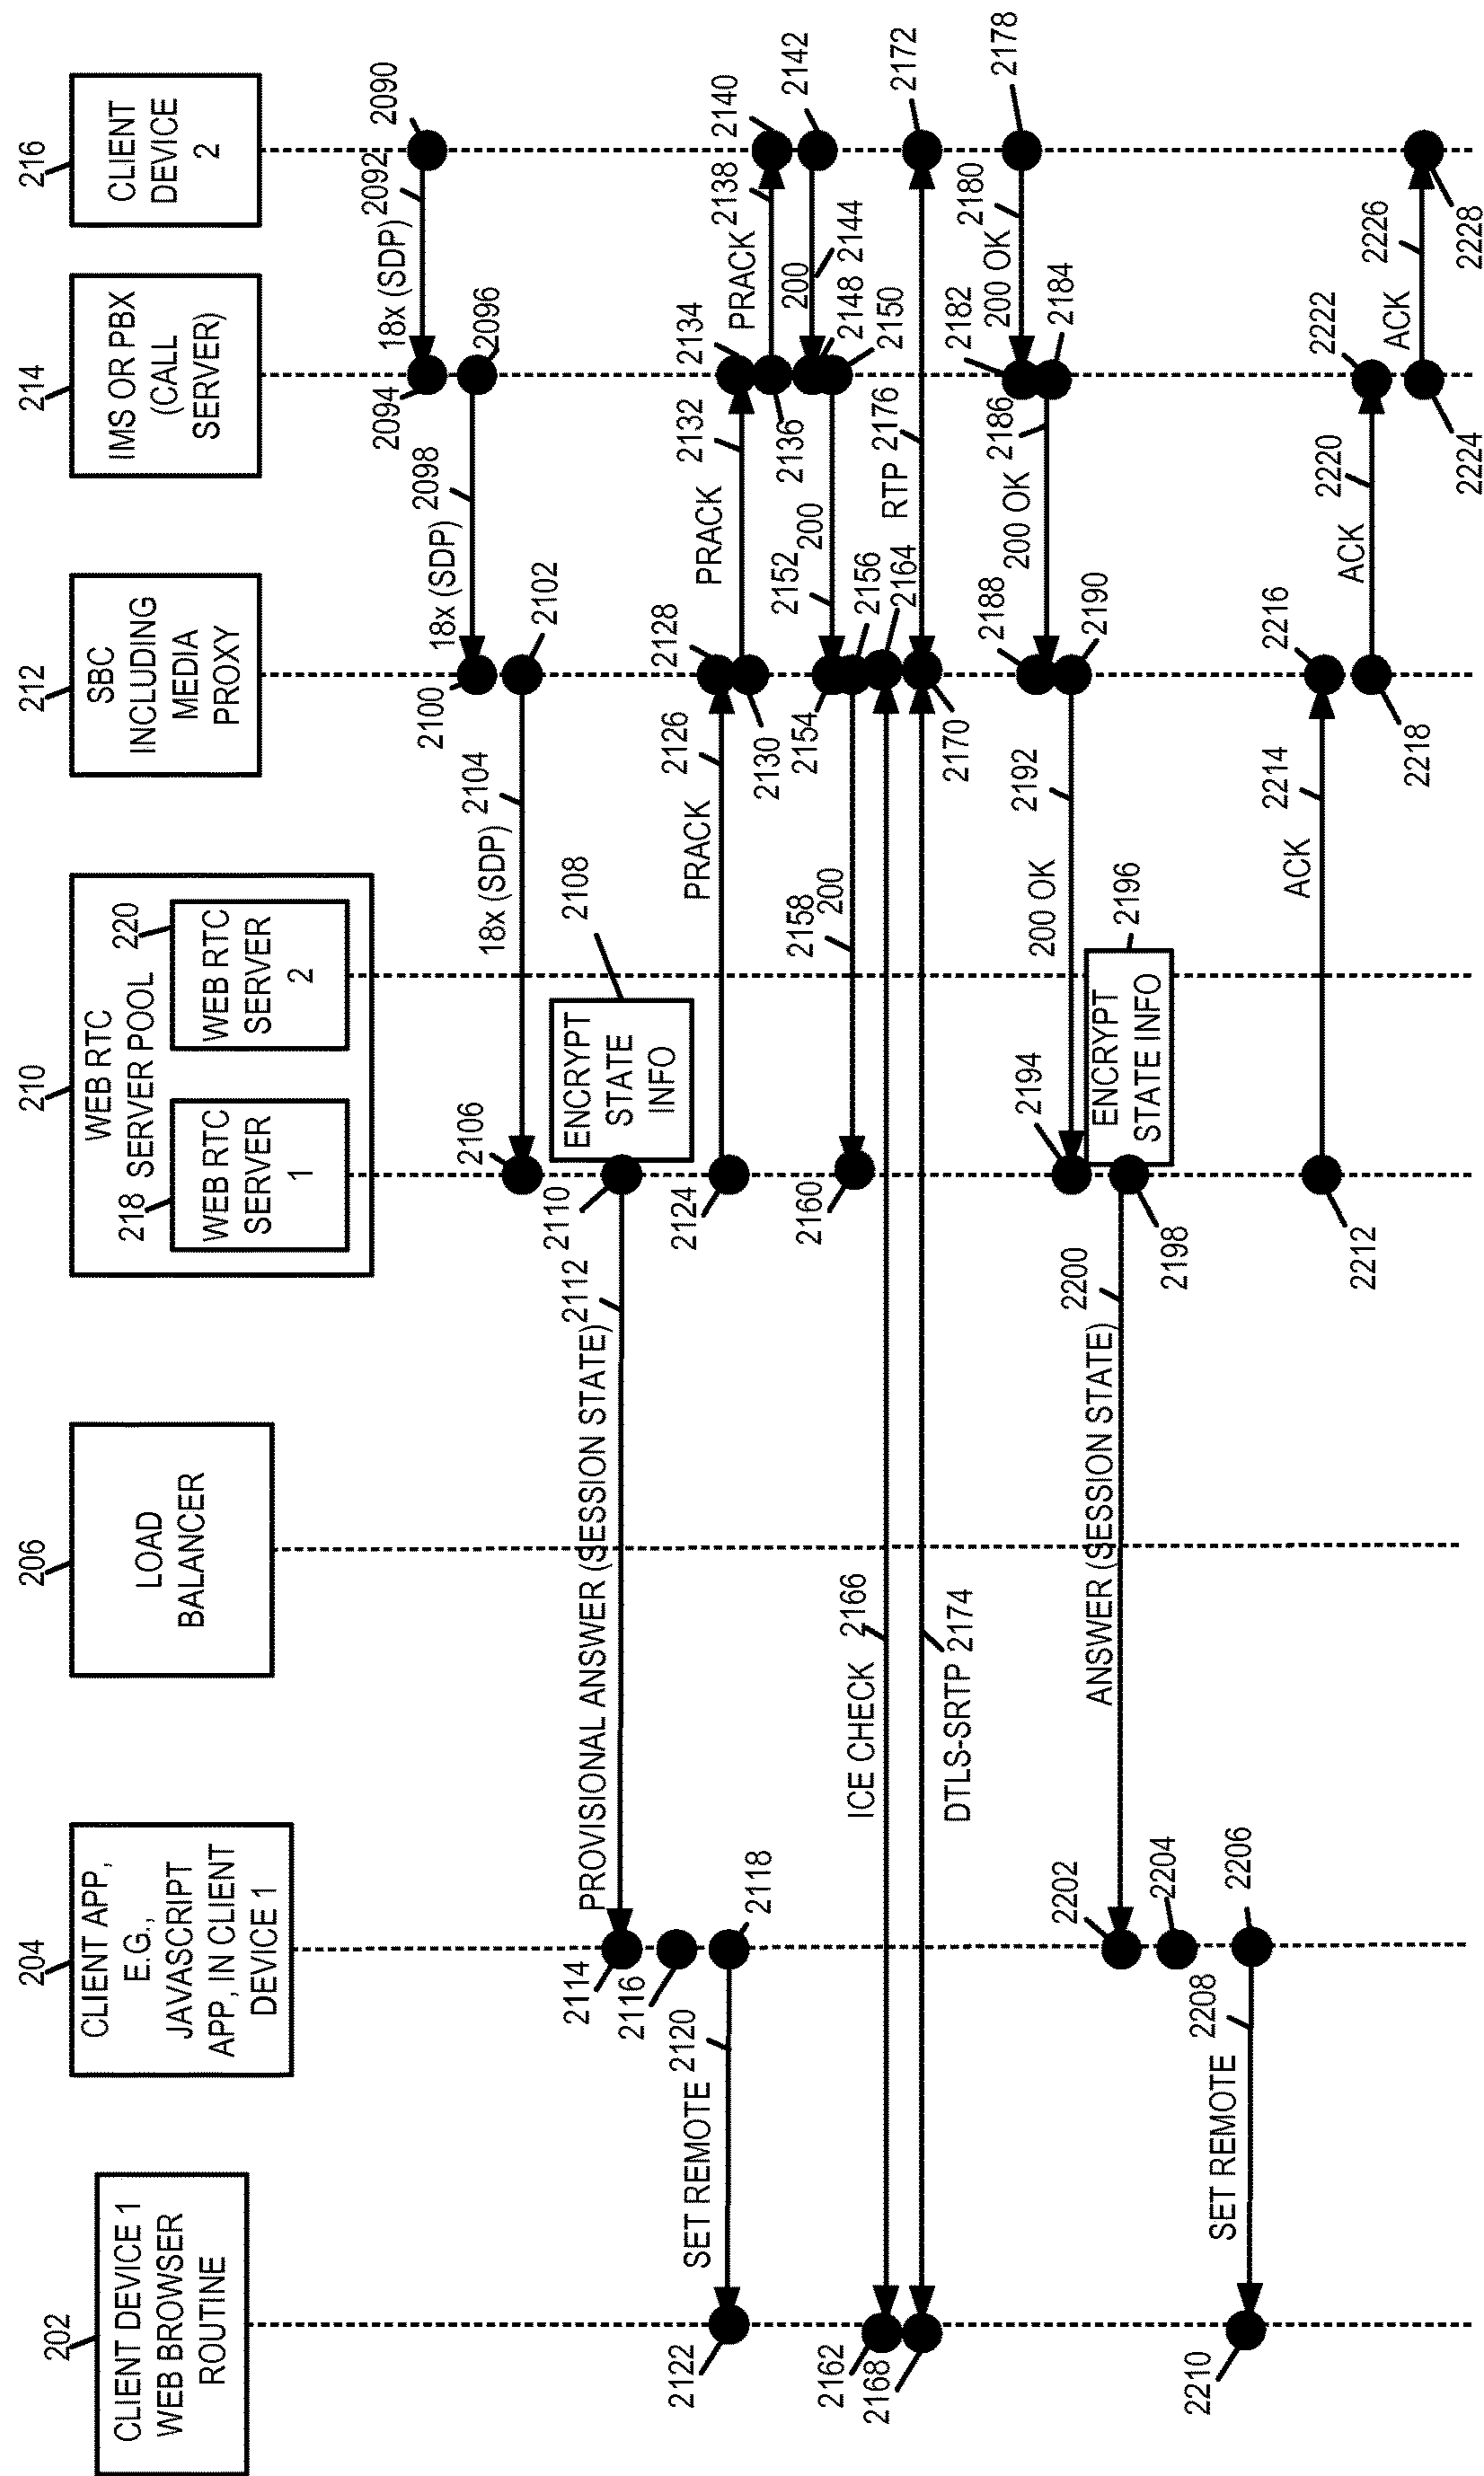 202
CLIENT DEVICE 1
WEB BROWSER
ROUTINE
204
CLIENT APP,
E.G.,
JAVASCRIPT
APP, IN CLIENT
DEVICE 1
206
LOAD
BALANCER
210
WEB RTC
SERVER POOL
218
WEB RTC
SERVER
1
220
WEB RTC
SERVER
2
212
SBC
INCLUDING
MEDIA
PROXY
214
IMS OR PBX
(CALL
SERVER)
216
CLIENT
DEVICE
2
2090
18x (SDP)
2092
2094
2096
18x (SDP)
2098
2100
2102
18x (SDP)
2104
2106
ENCRYPT
STATE
INFO
2108
2110
PROVISIONAL ANSWER (SESSION STATE)
2112
2114
2116
2118
SET REMOTE
2120
2122
2124
PRACK
2126
2128
2130
PRACK
2132
2134
2136
PRACK
2138
2140
2142
200
2144
2148
2150
200
2152
2154
2156
2158
200
2160
2162
ICE CHECK
2166
2164
2168
DTLS-SRTP
2174
2170
RTP
2176
2172
2178
200 OK
2180
2182
2184
200 OK
2186
2188
2190
200 OK
2192
2194
ENCRYPT
STATE INFO
2196
2198
ANSWER (SESSION STATE)
2200
2202
2204
2206
SET REMOTE
2208
2210
2212
ACK
2214
2216
2218
ACK
2220
2222
2224
ACK
2226
2228